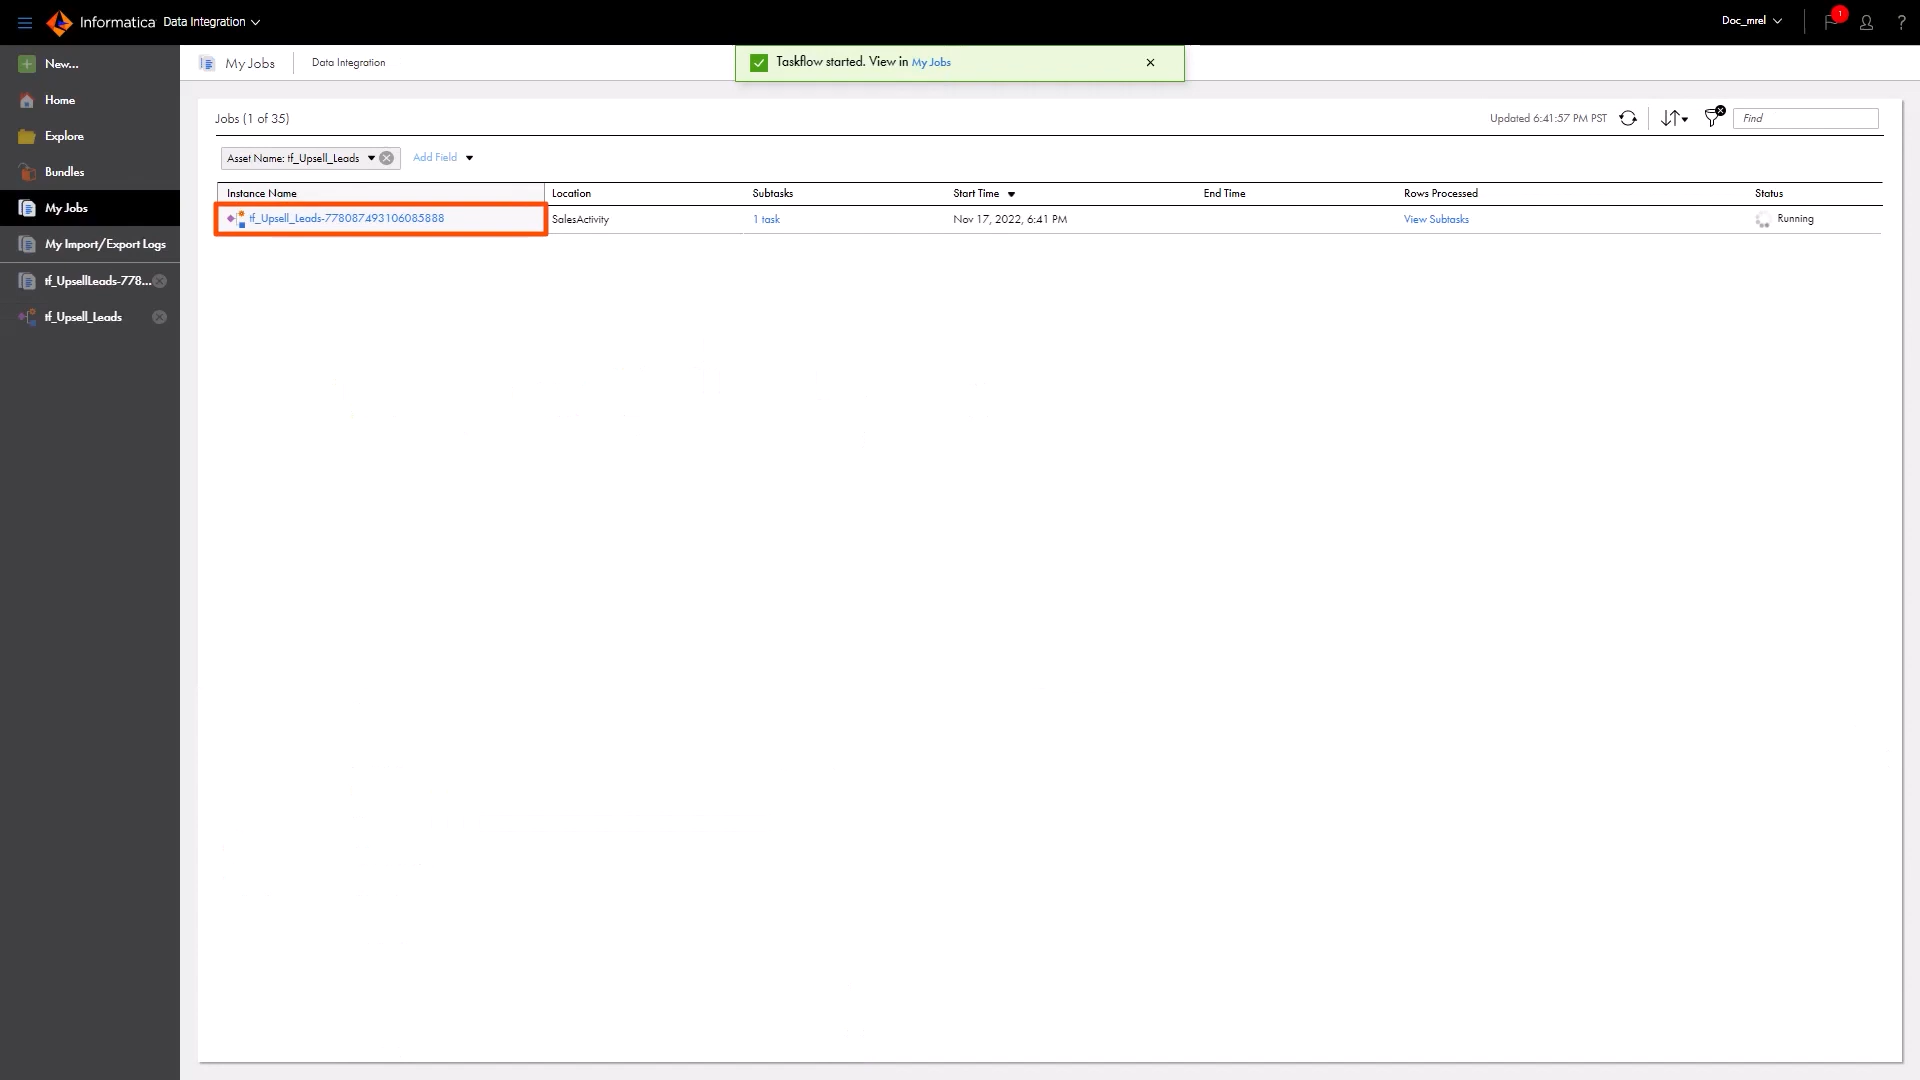 Informatica Data Integration
Doc_mrel
1
?
New...
Home
Explore
Bundles
My Jobs
My Import/Export Logs
tf_UpsellLeads-778...
tf_Upsell_Leads
My Jobs
Data Integration
Taskflow started. View in My Jobs
Jobs (1 of 35)
Updated 6:41:57 PM PST
Find
Asset Name: tf_Upsell_Leads
Add Field
Instance Name Location Subtasks Start Time End Time Rows Processed Status
tf_Upsell_Leads-778087493106085888 SalesActivity 1 task Nov 17, 2022, 6:41 PM View Subtasks Running